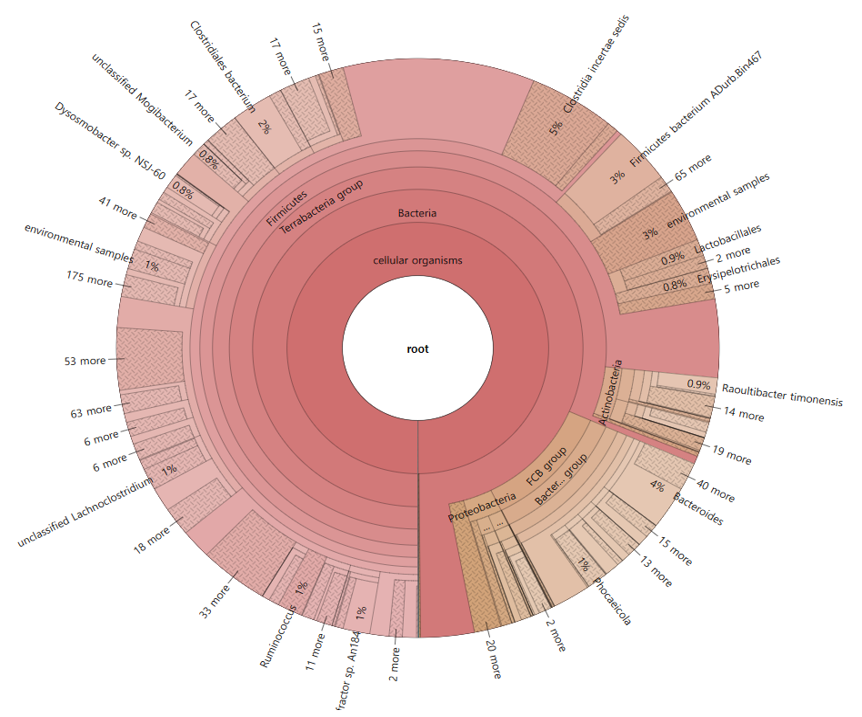 root
cellular organisms
Bacteria
Terrabacteria group
Firmicutes
15 more
17 more
Clostridiales bacterium
2%
17 more
unclassified Mogibacterium
0.8%
Dysosmobacter sp. NSJ-60
0.8%
41 more
environmental samples
1%
175 more
53 more
63 more
6 more
6 more
unclassified Lachnoclostridium
1%
18 more
33 more
Ruminococcus
1%
11 more
fractor sp. An184
1%
2 more
Clostridia incertae sedis
5%
Firmicutes bacterium ADurb.Bin467
3%
65 more
environmental samples
3%
Lactobacillales
0.9%
2 more
Erysipelotrichales
0.8%
5 more
Actinobacteria
0.9%
Raoultibacter timonensis
14 more
19 more
40 more
Bacteroides
4%
15 more
13 more
Phocaeicola
1%
FCB group
Bacter... group
Proteobacteria
... ...
2 more
20 more